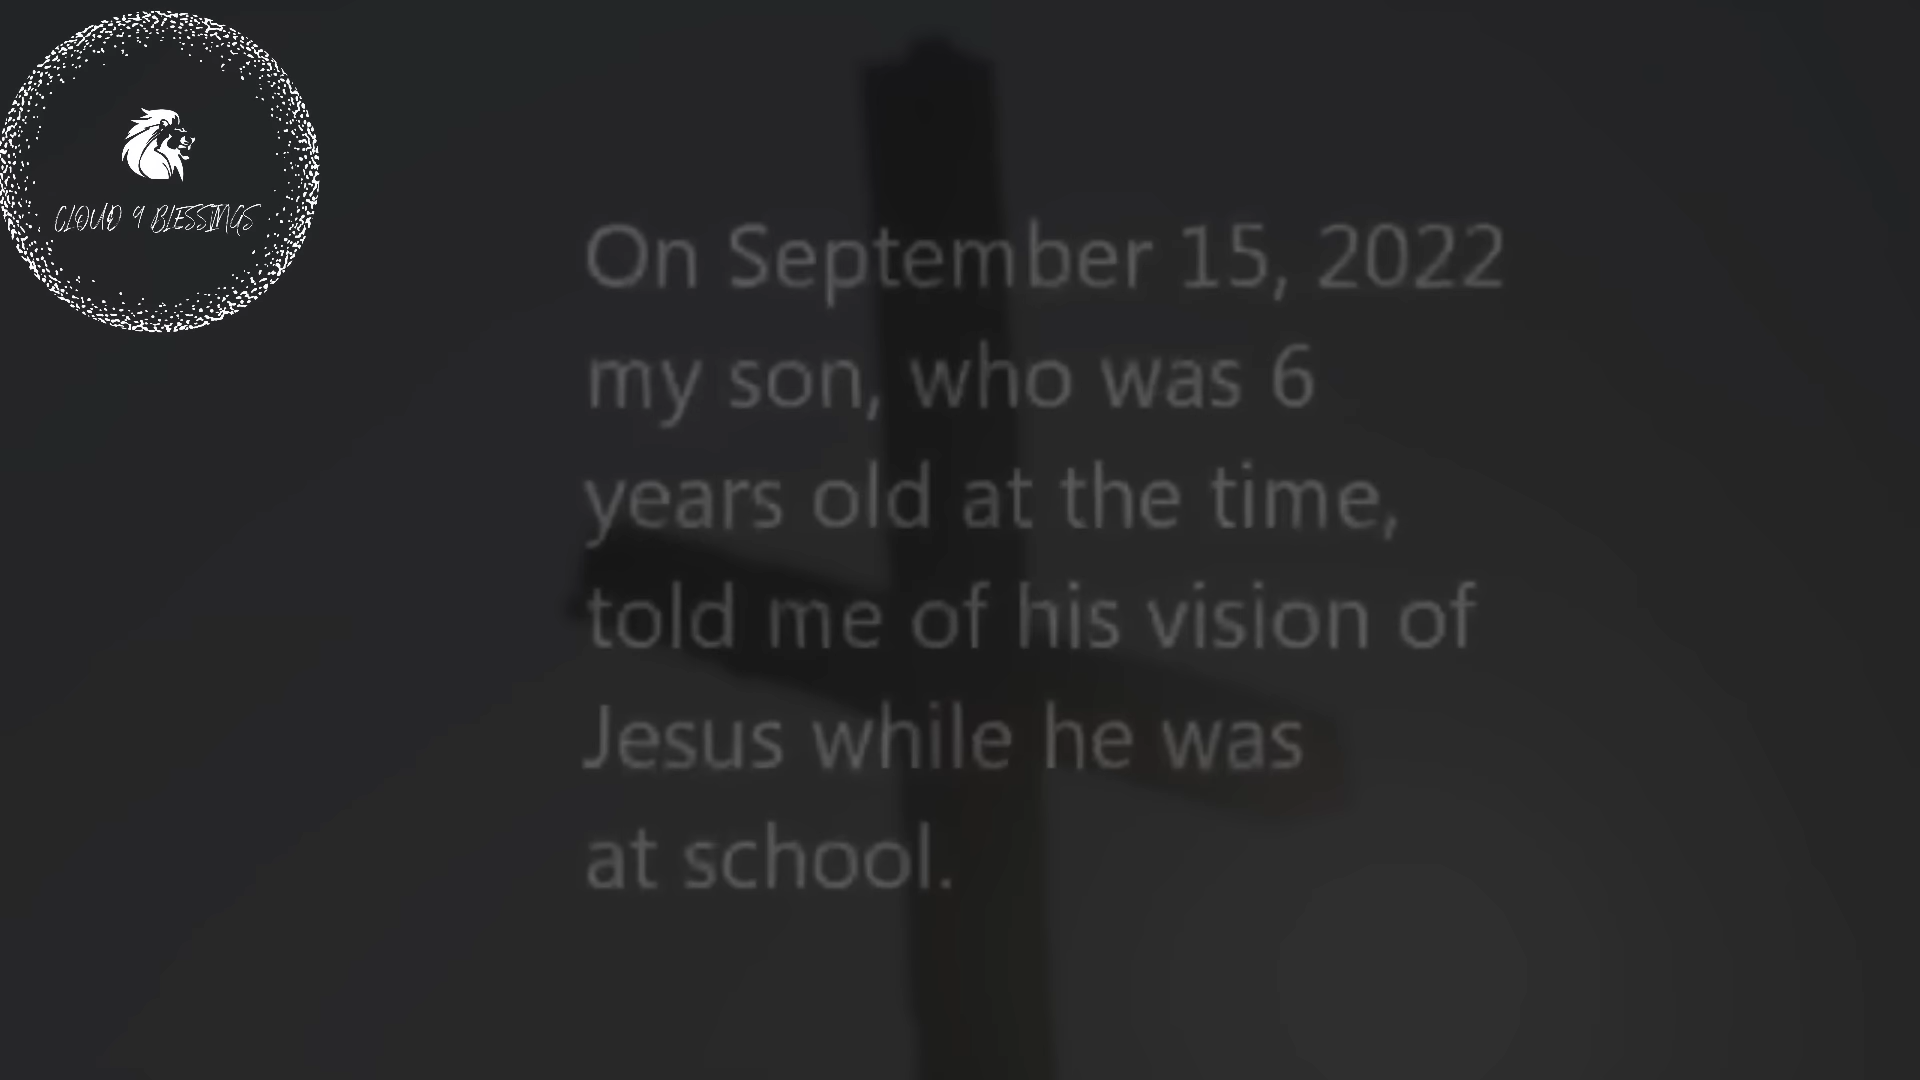 CLOUD 9 BLESSINGS
On September 15, 2022
my son, who was 6
years old at the time,
told me of his vision of
Jesus while he was
at school.